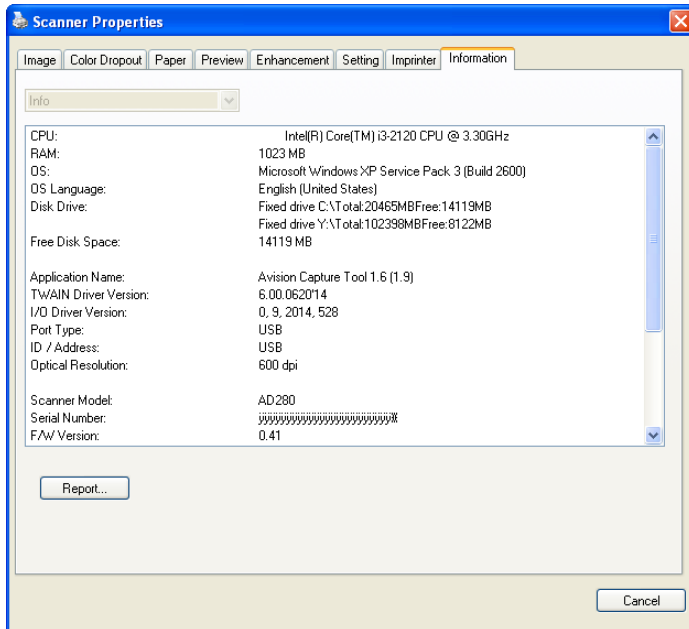 Scanner Properties
Image Color Dropout Paper Preview Enhancement Setting Imprinter Information
Info
CPU: Intel(R) Core(TM) i3-2120 CPU @ 3.30GHz
RAM: 1023 MB
OS: Microsoft Windows XP Service Pack 3 (Build 2600)
OS Language: English (United States)
Disk Drive: Fixed drive C:\Total:20465MBFree:14119MB
Fixed drive Y:\Total:102398MBFree:8122MB
Free Disk Space: 14119 MB
Application Name: Avision Capture Tool 1.6 (1.9)
TWAIN Driver Version: 6.00.0620'14
I/O Driver Version: 0, 9, 2014, 528
Port Type: USB
ID / Address: USB
Optical Resolution: 600 dpi
Scanner Model: AD280
Serial Number:
F/W Version: 0.41
Report...
Cancel